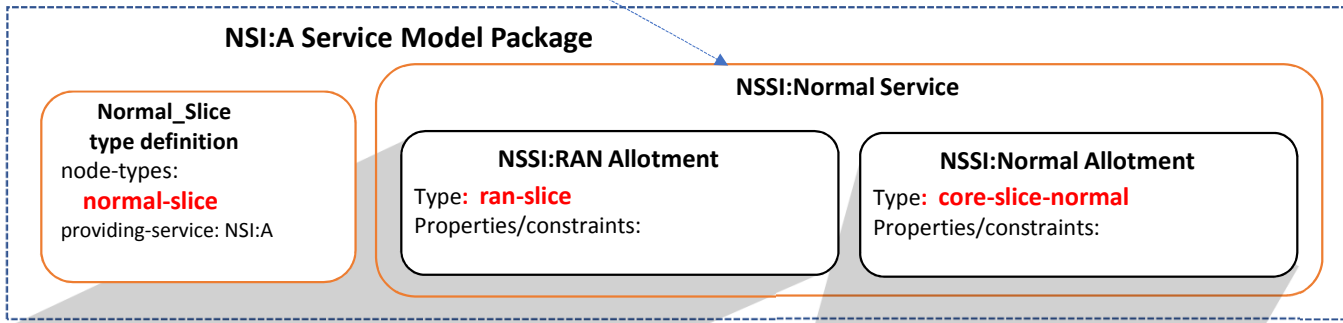 NSI:A Service Model Package
Normal_Slice
type definition
node-types:
normal-slice
providing-service: NSI:A
NSSI:Normal Service
NSSI:RAN Allotment
Type: ran-slice
Properties/constraints:
NSSI:Normal Allotment
Type: core-slice-normal
Properties/constraints: